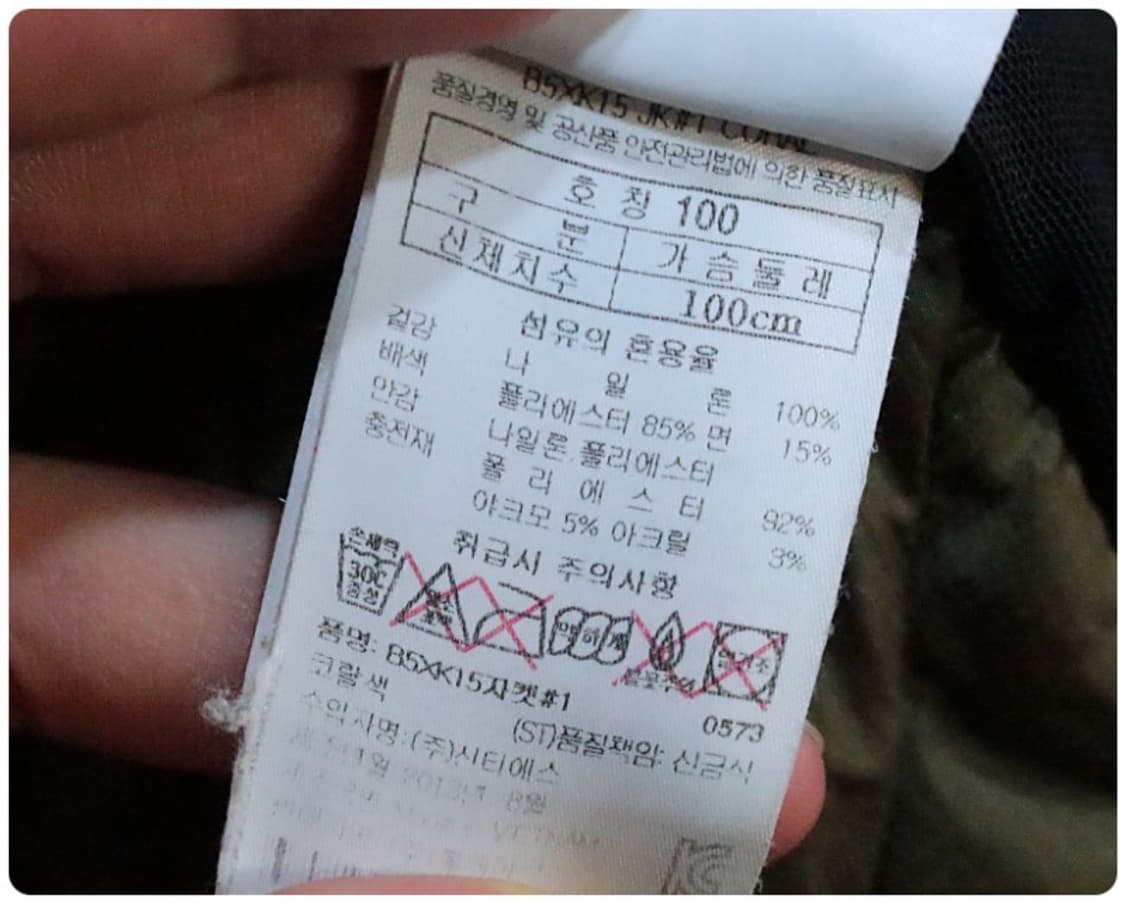 B5XK15 JK#1 CORAL
품질경영 및 공산품 안전관리법에 의한 품질표시
호 칭 100
구 분 가 슴 둘 레
신체치수 100cm
섬유의 혼용율
겉감 나 일 론 100%
배색 폴리에스터 85% 면 15%
안감 나일론,폴리에스터
충전재 폴 리 에 스 터 92%
야크모 5% 아크릴 3%
취급시 주의사항
손세탁
30℃
중성
약하게
품명: B5XK15자켓#1
코랄색 0573
(ST)품질책임: 신금식
수입자명:(주)시티에스
8월
VETNAM